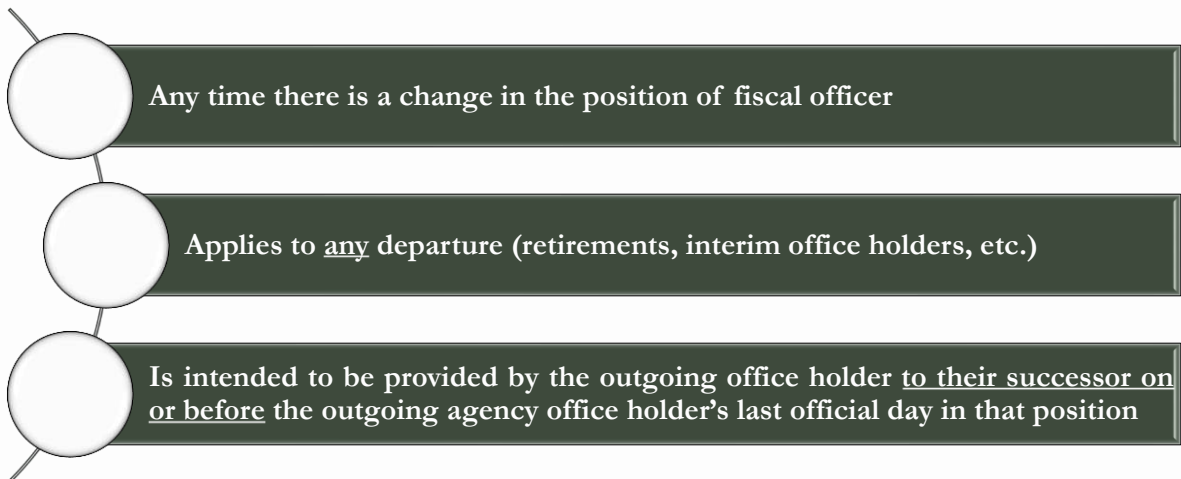 Any time there is a change in the position of fiscal officer
Applies to any departure (retirements, interim office holders, etc.)
Is intended to be provided by the outgoing office holder to their successor on
or before the outgoing agency office holder’s last official day in that position